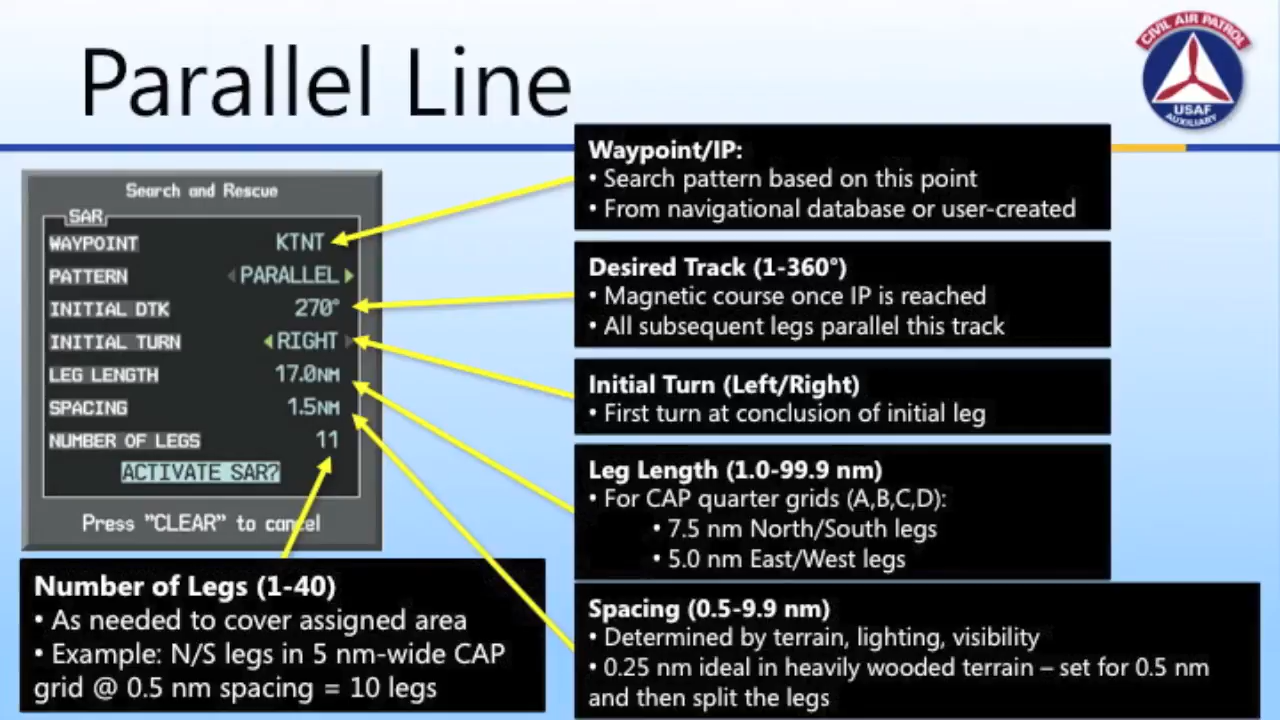 Parallel Line
CIVIL AIR PATROL
USAF
AUXILIARY
Search and Rescue
SAR
WAYPOINT KTNT
PATTERN PARALLEL
INITIAL DTK 270°
INITIAL TURN RIGHT
LEG LENGTH 17.0NM
SPACING 1.5NM
NUMBER OF LEGS 11
ACTIVATE SAR?
Press "CLEAR" to cancel
Waypoint/IP:
• Search pattern based on this point
• From navigational database or user-created
Desired Track (1-360°)
• Magnetic course once IP is reached
• All subsequent legs parallel this track
Initial Turn (Left/Right)
• First turn at conclusion of initial leg
Leg Length (1.0-99.9 nm)
• For CAP quarter grids (A,B,C,D):
• 7.5 nm North/South legs
• 5.0 nm East/West legs
Spacing (0.5-9.9 nm)
• Determined by terrain, lighting, visibility
• 0.25 nm ideal in heavily wooded terrain – set for 0.5 nm
and then split the legs
Number of Legs (1-40)
• As needed to cover assigned area
• Example: N/S legs in 5 nm-wide CAP
grid @ 0.5 nm spacing = 10 legs